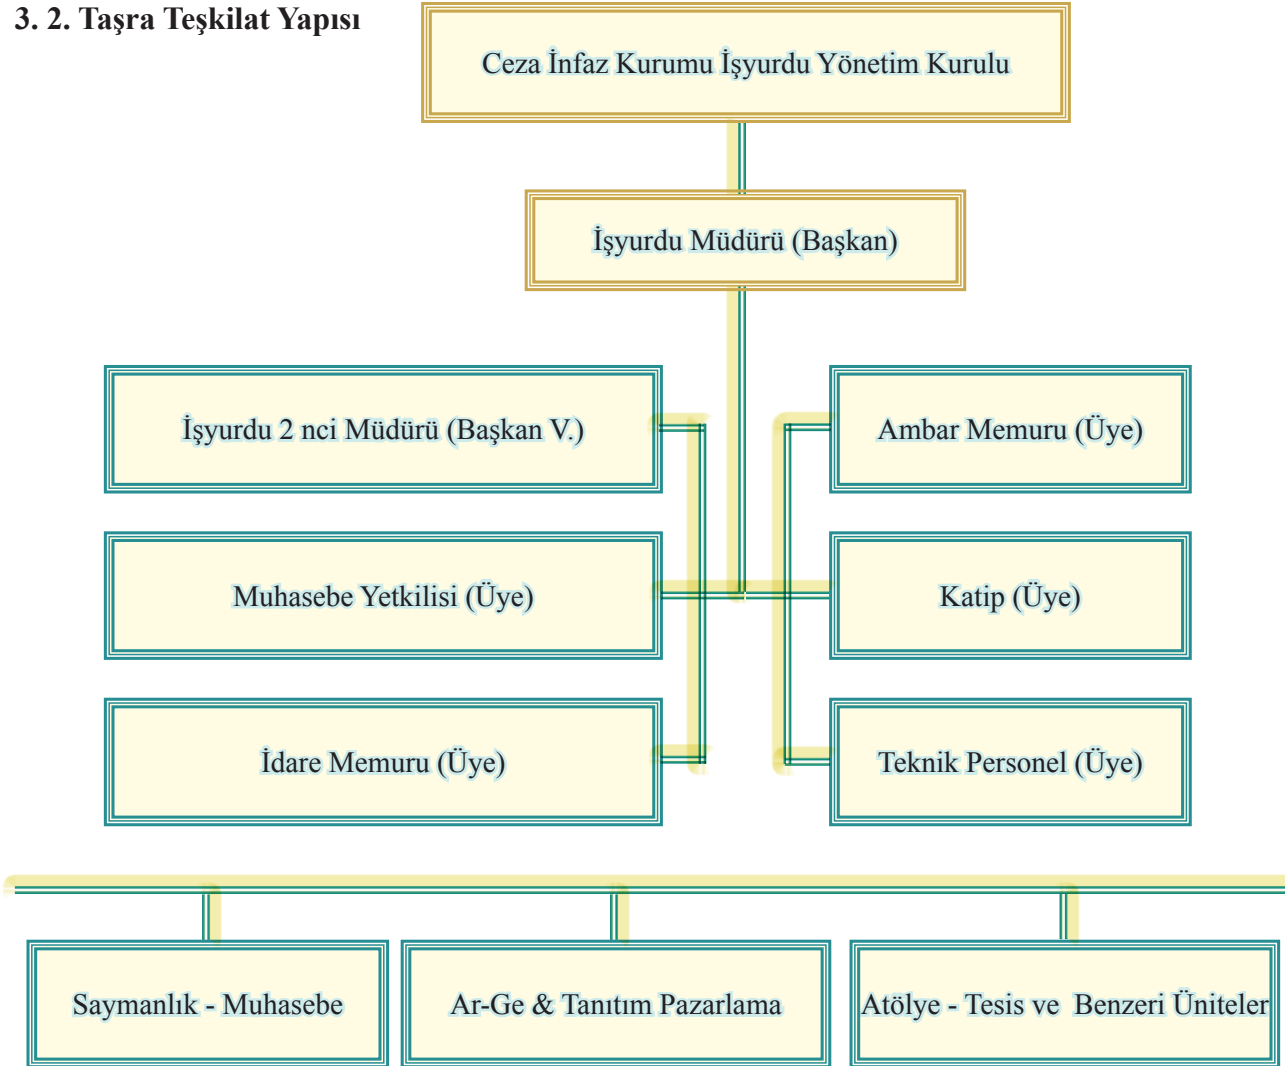 3. 2. Taşra Teşkilat Yapısı
Ceza İnfaz Kurumu İşyurdu Yönetim Kurulu
İşyurdu Müdürü (Başkan)
İşyurdu 2 nci Müdürü (Başkan V.)
Ambar Memuru (Üye)
Muhasebe Yetkilisi (Üye)
Katip (Üye)
İdare Memuru (Üye)
Teknik Personel (Üye)
Saymanlık - Muhasebe
Ar-Ge & Tanıtım Pazarlama
Atölye - Tesis ve Benzeri Üniteler